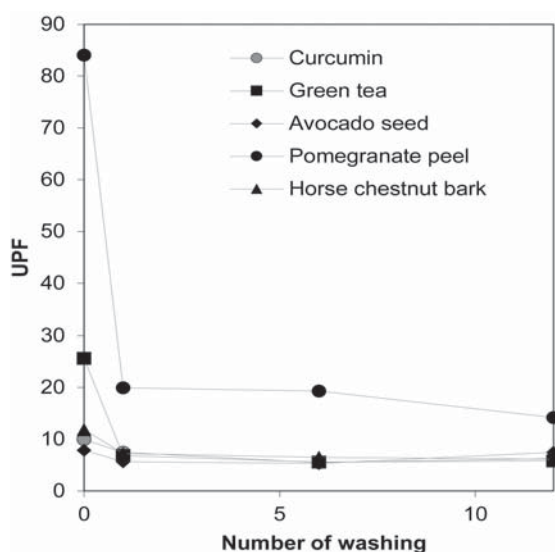 90
80
70
60
50
40
30
20
10
0
UPF
Curcumin
Green tea
Avocado seed
Pomegranate peel
Horse chestnut bark
0 5 10
Number of washing